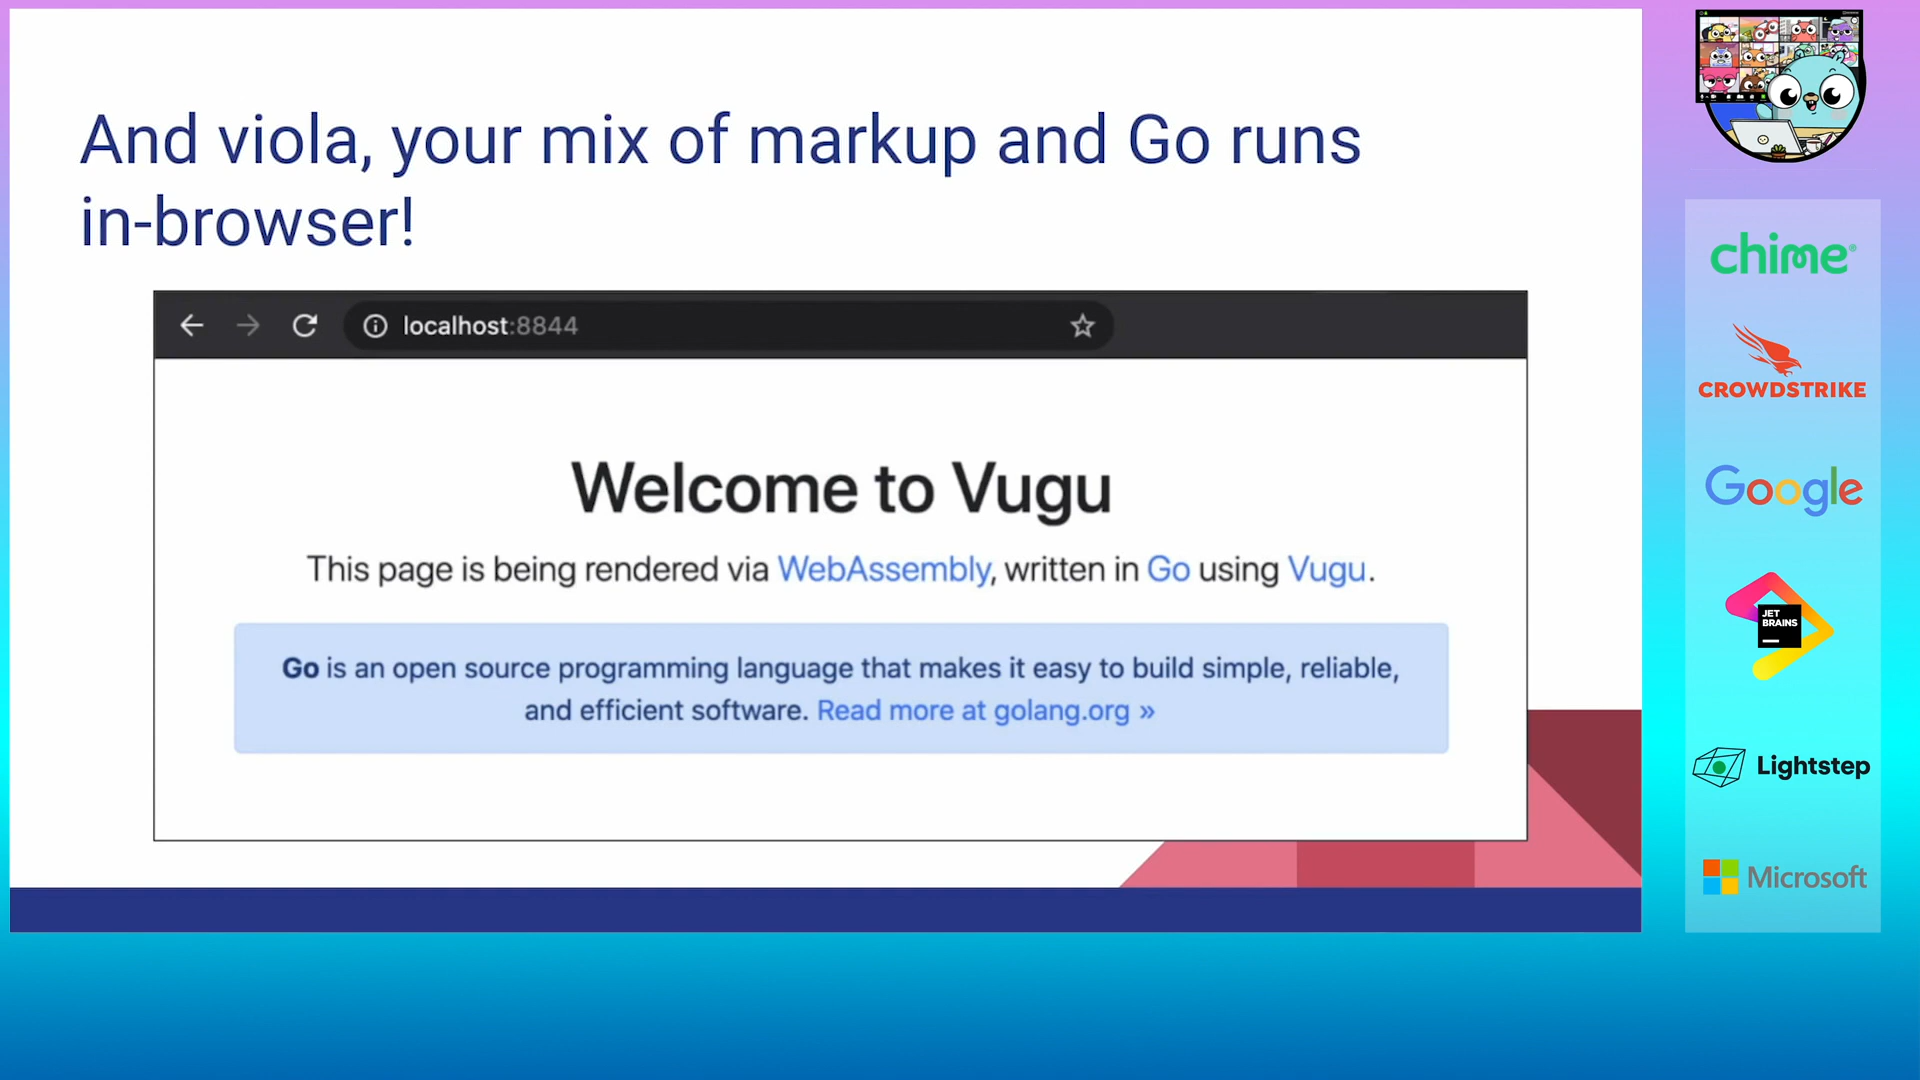 And viola, your mix of markup and Go runs
in-browser!
localhost:8844
Welcome to Vugu
This page is being rendered via WebAssembly, written in Go using Vugu.
Go is an open source programming language that makes it easy to build simple, reliable,
and efficient software. Read more at golang.org »
chime®
CROWDSTRIKE
Google
JET
BRAINS
Lightstep
Microsoft